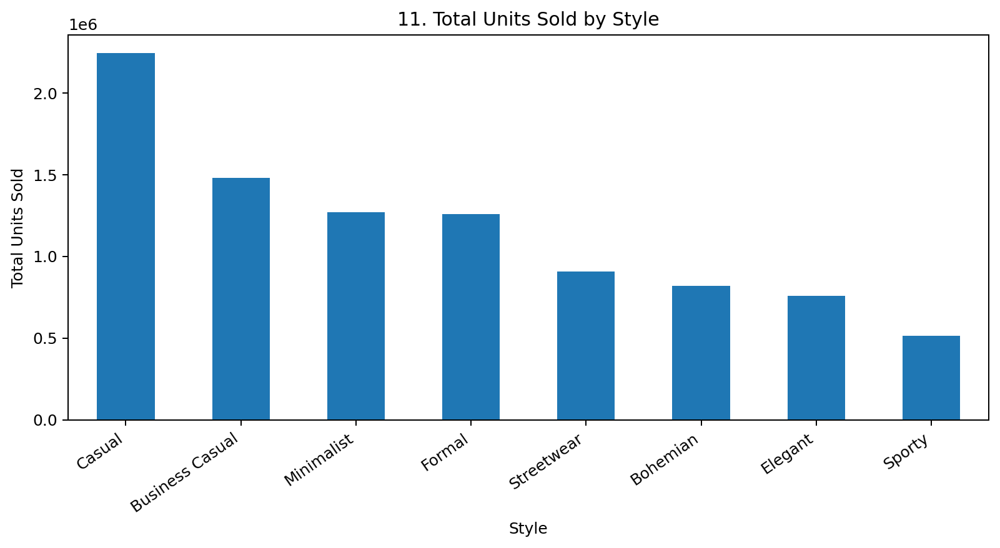 11. Total Units Sold by Style
1e6
Total Units Sold
2.0
1.5
1.0
0.5
0.0
Casual
Business Casual
Minimalist
Formal
Streetwear
Bohemian
Elegant
Sporty
Style